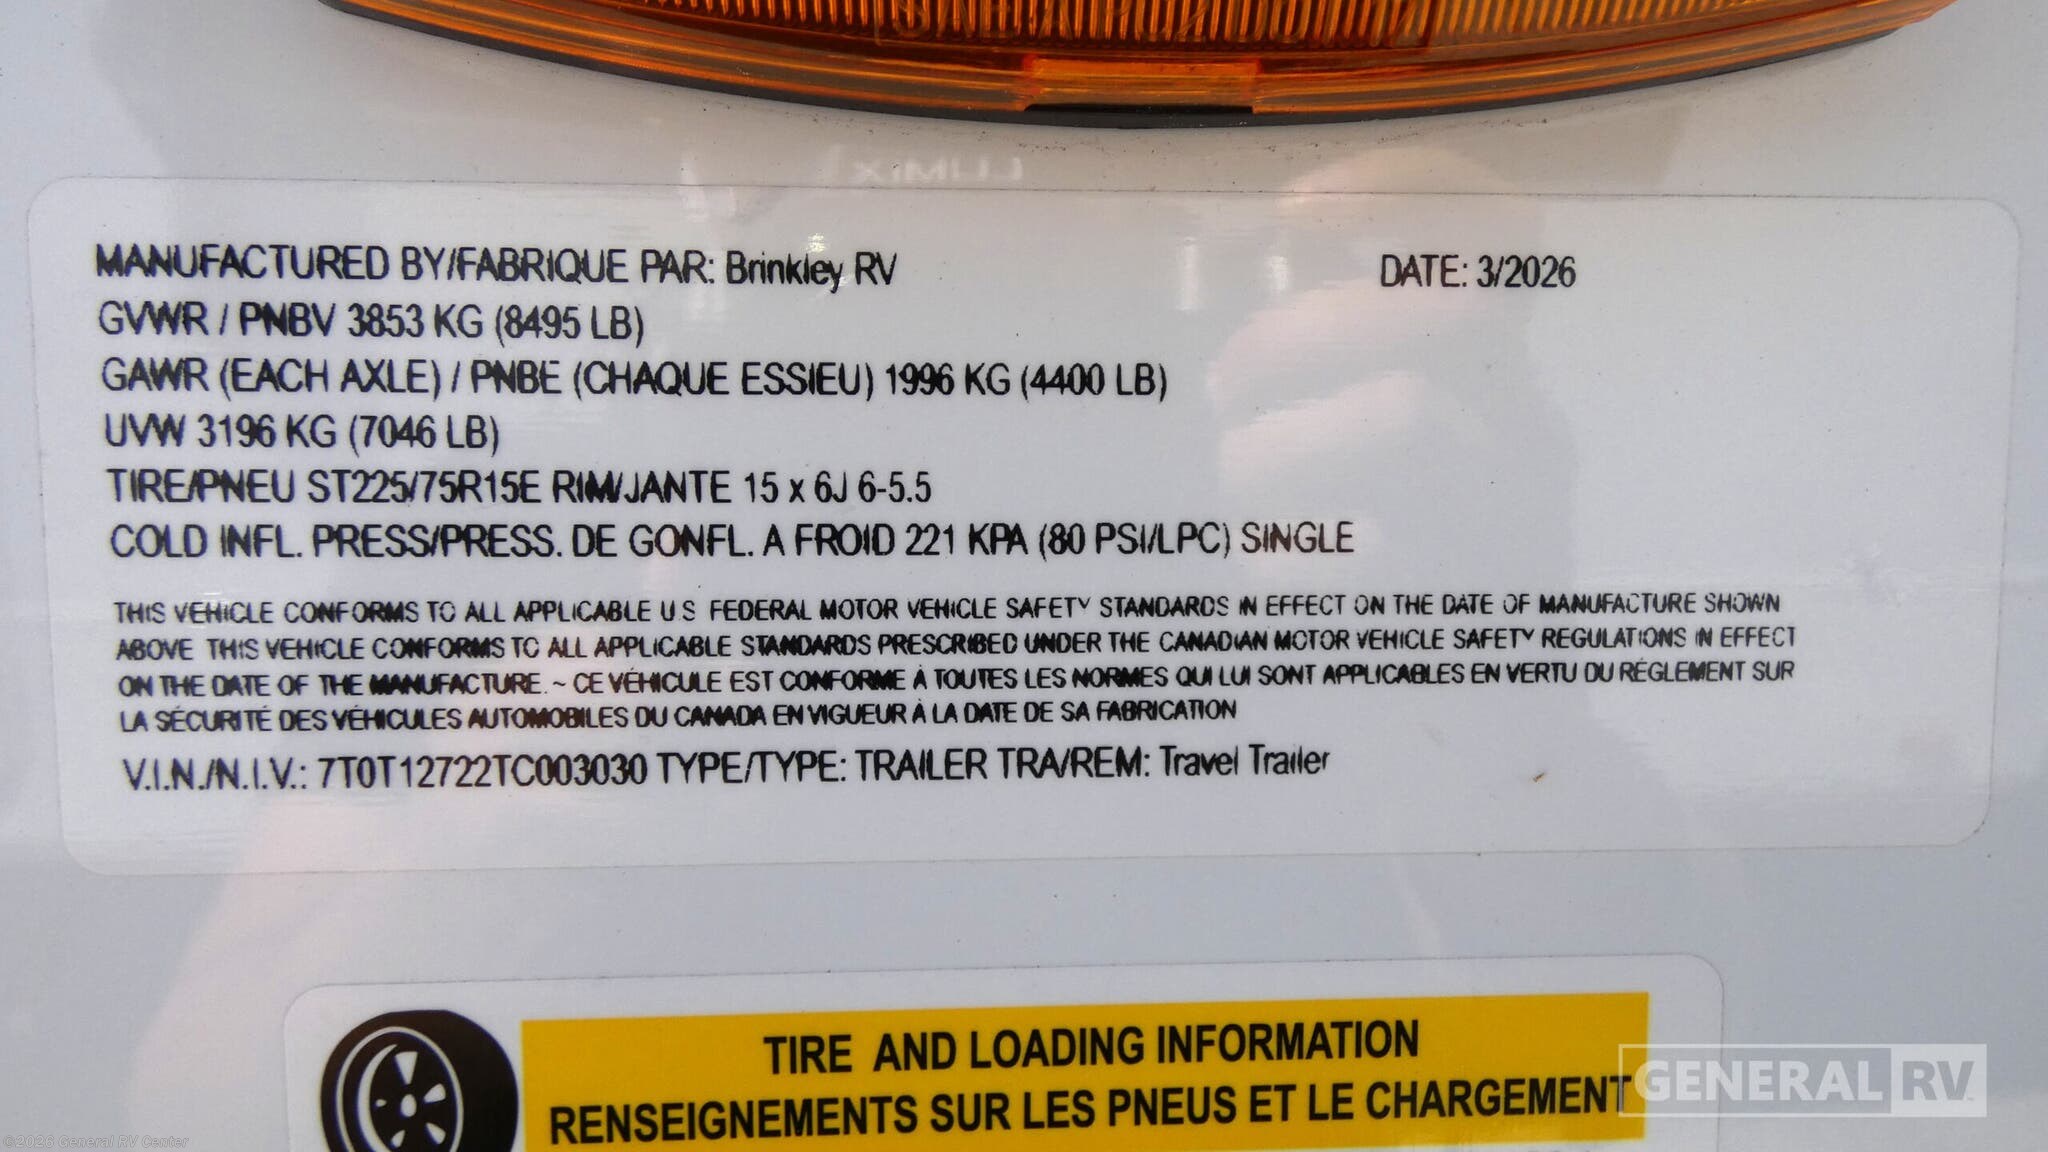 MANUFACTURED BY/FABRIQUE PAR: Brinkley RV DATE: 3/2026
GVWR / PNBV 3853 KG (8495 LB)
GAWR (EACH AXLE) / PNBE (CHAQUE ESSIEU) 1996 KG (4400 LB)
UVW 3196 KG (7046 LB)
TIRE/PNEU ST225/75R15E RIM/JANTE 15 x 6J 6-5.5
COLD INFL. PRESS/PRESS. DE GONFL. A FROID 221 KPA (80 PSI/LPC) SINGLE
THIS VEHICLE CONFORMS TO ALL APPLICABLE U.S FEDERAL MOTOR VEHICLE SAFETY STANDARDS IN EFFECT ON THE DATE OF MANUFACTURE SHOWN
ABOVE THIS VEHICLE CONFORMS TO ALL APPLICABLE STANDARDS PRESCRIBED UNDER THE CANADIAN MOTOR VEHICLE SAFETY REGULATIONS IN EFFECT
ON THE DATE OF THE MANUFACTURE. ~ CE VÉHICULE EST CONFORME À TOUTES LES NORMES QUI LUI SONT APPLICABLES EN VERTU DU RÉGLEMENT SUR
LA SÉCURITÉ DES VÉHICULES AUTOMOBILES DU CANADA EN VIGUEUR À LA DATE DE SA FABRICATION
V.I.N./N.I.V.: 7T0T12722TC003030 TYPE/TYPE: TRAILER TRA/REM: Travel Trailer
TIRE AND LOADING INFORMATION
RENSEIGNEMENTS SUR LES PNEUS ET LE CHARGEMENT
GENERAL RV
©2026 General RV Center